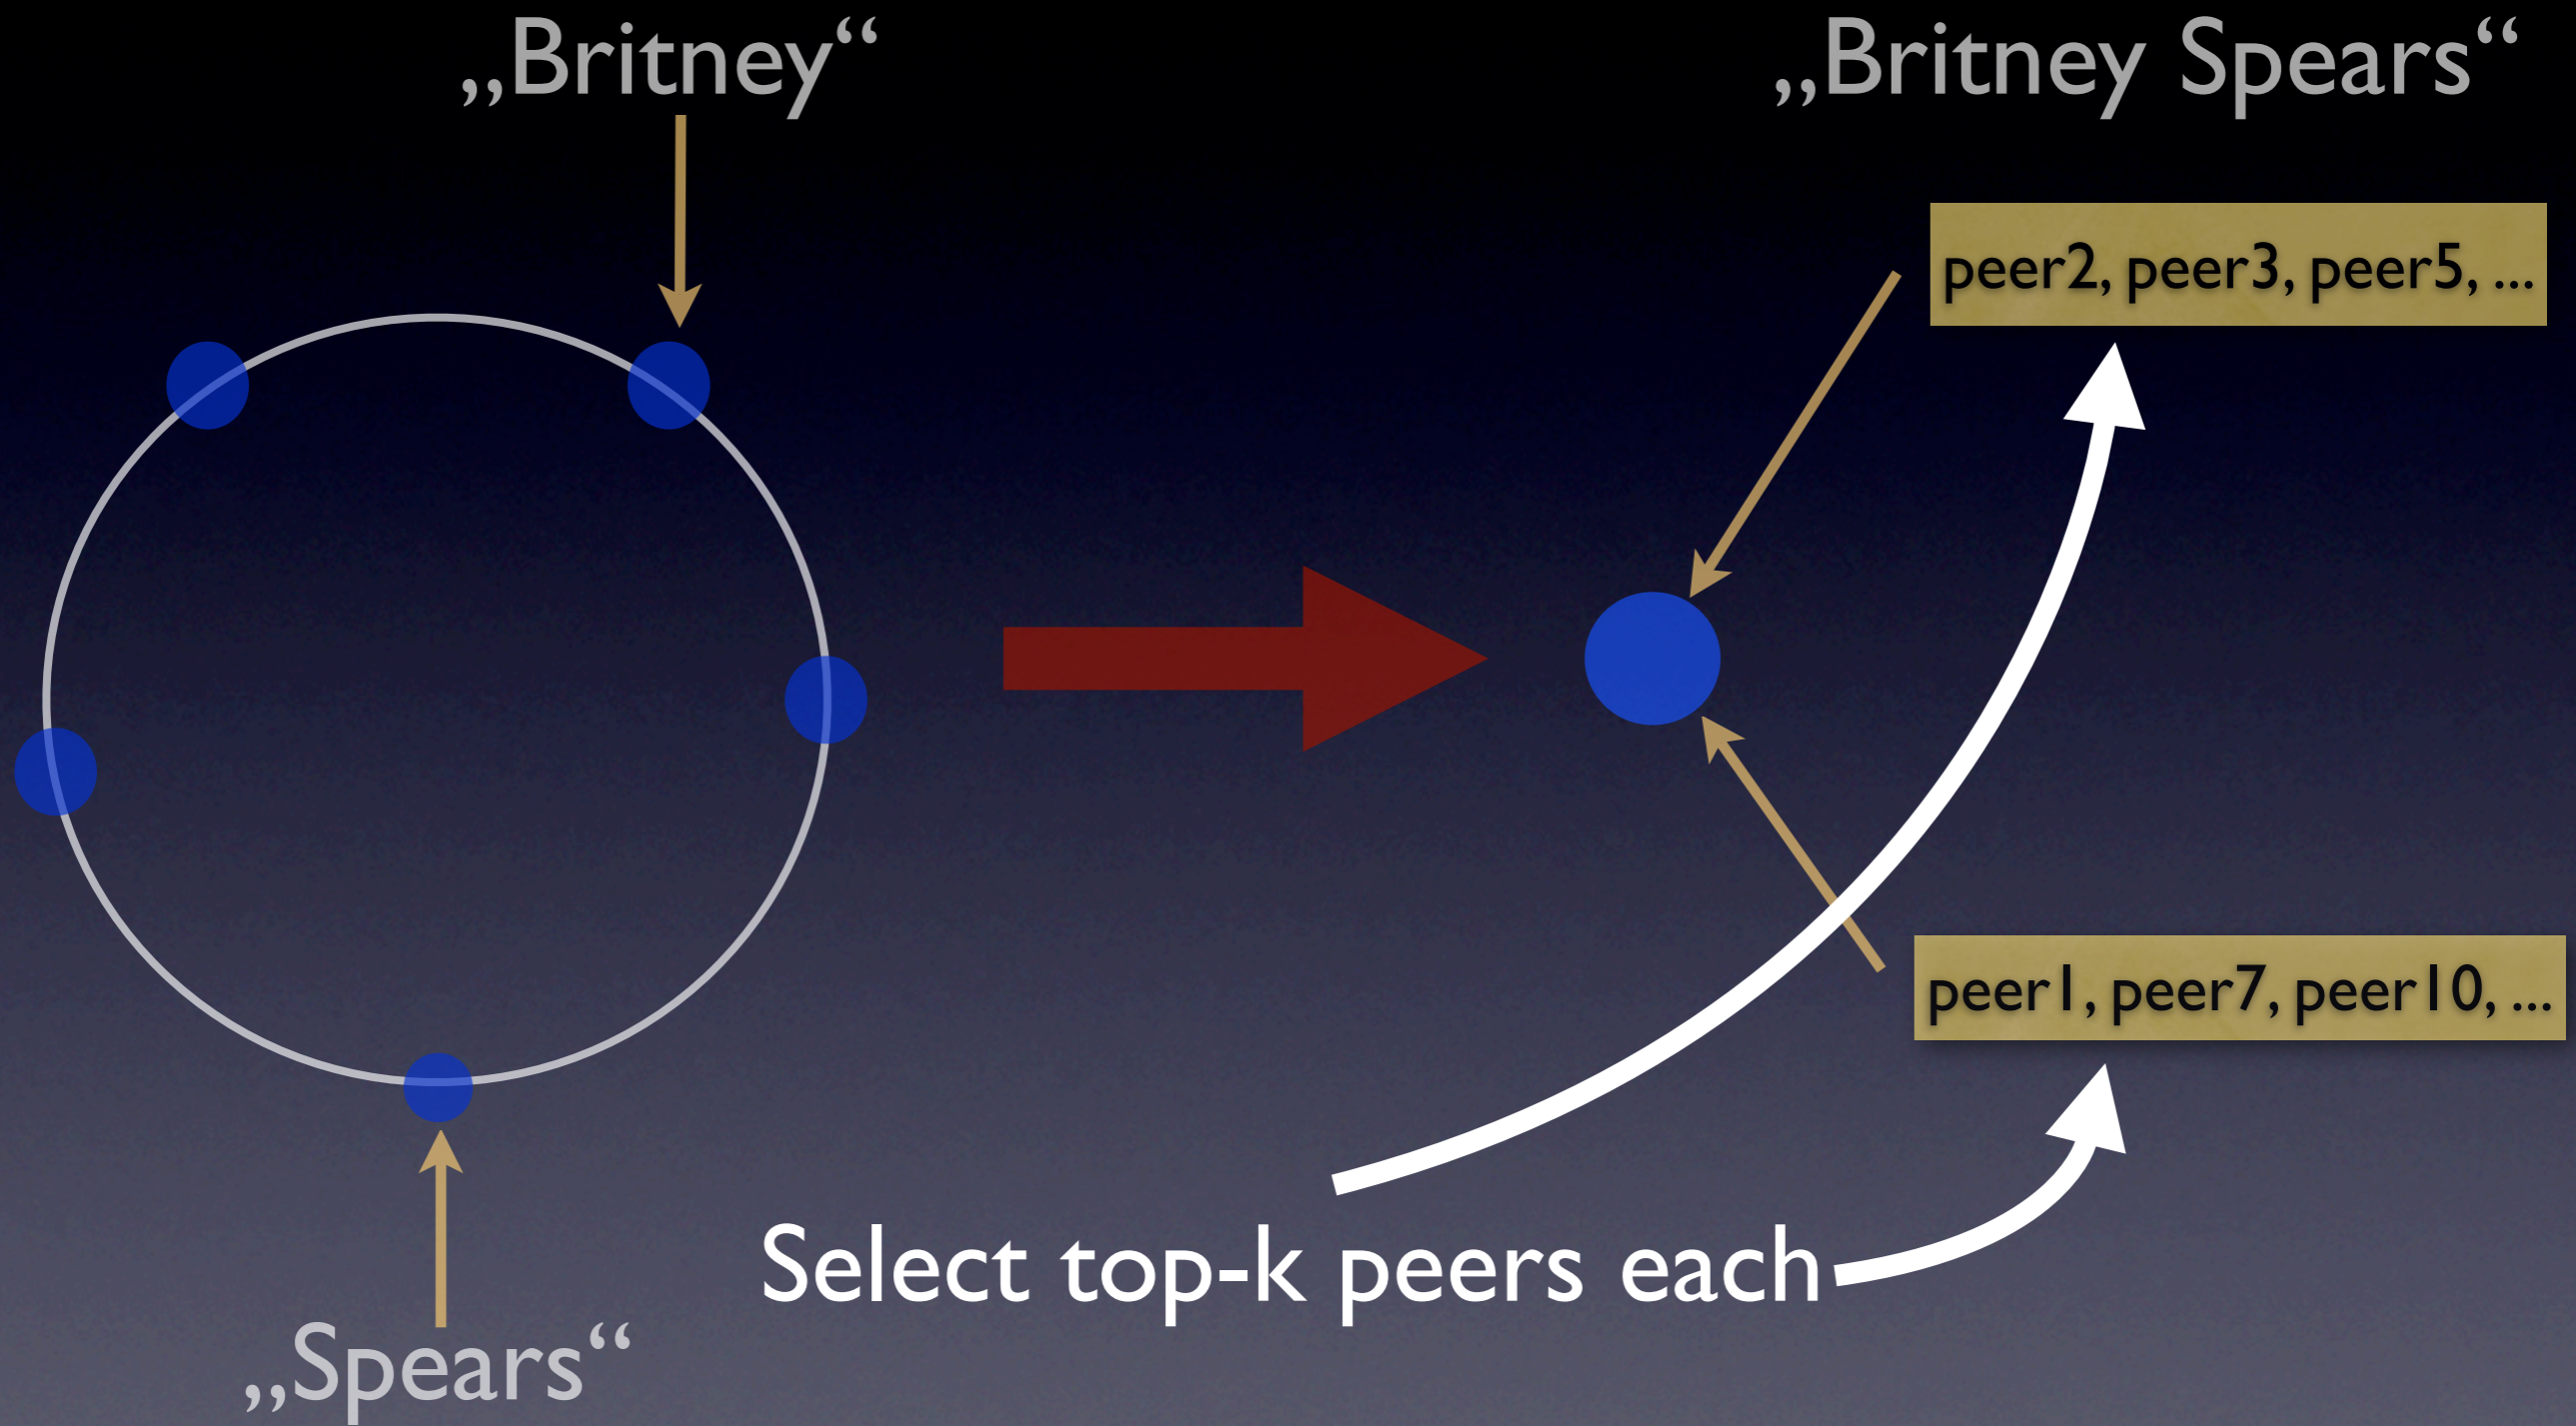 „Britney“
„Britney Spears“
peer2, peer3, peer5, ...
peer1, peer7, peer10, ...
Select top-k peers each
„Spears“